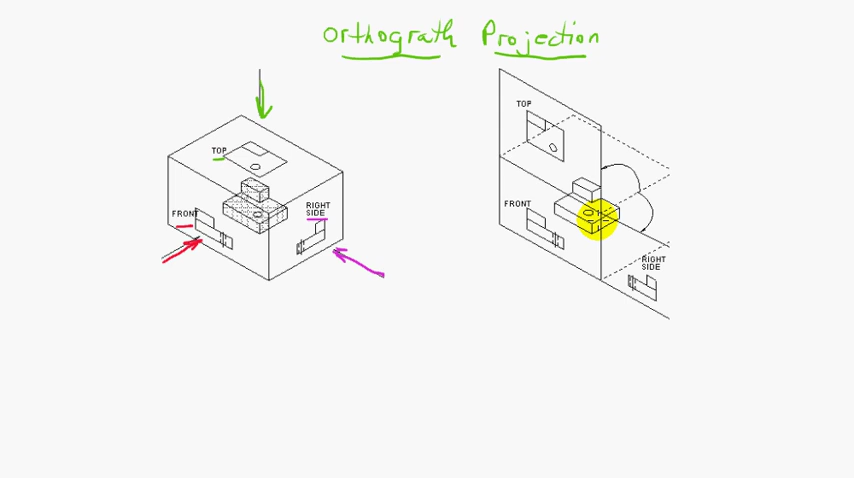 Orthograth Projection
TOP
FRONT
RIGHT
SIDE
TOP
FRONT
RIGHT
SIDE